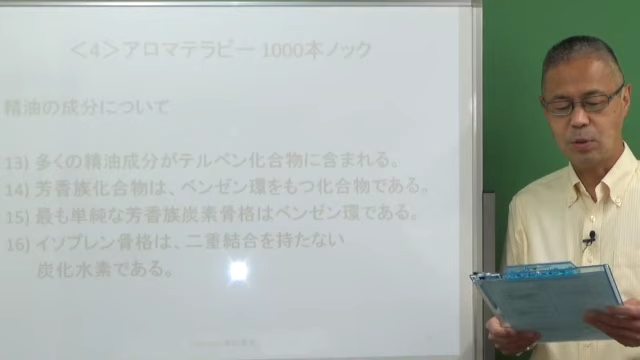 ＜4＞アロマテラピー 1000本ノック
精油の成分について
13) 多くの精油成分がテルペン化合物に含まれる。
14) 芳香族化合物は、ベンゼン環をもつ化合物である。
15) 最も単純な芳香族炭素骨格はベンゼン環である。
16) イソプレン骨格は、二重結合を持たない
炭化水素である。